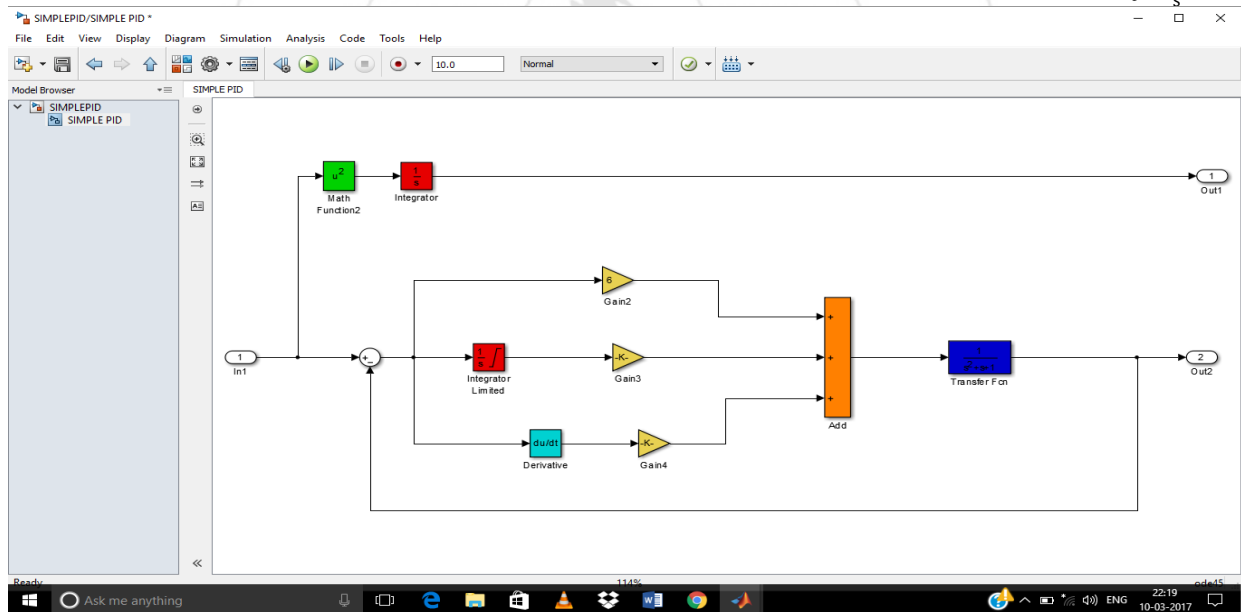 s
SIMPLEPID/SIMPLE PID *
File Edit View Display Diagram Simulation Analysis Code Tools Help
10.0 Normal
Model Browser SIMPLE PID
SIMPLEPID
SIMPLE PID
u²
Math
Function2
1
s
Integrator
1
Out1
6
Gain2
1
In1
+
-
1
s
Integrator
Limited
-K-
Gain3
du/dt
Derivative
-K-
Gain4
+
+
+
Add
1
Transfer Fcn
2
Out2
Ready 114% ode45
Ask me anything
ENG 22:19
10-03-2017